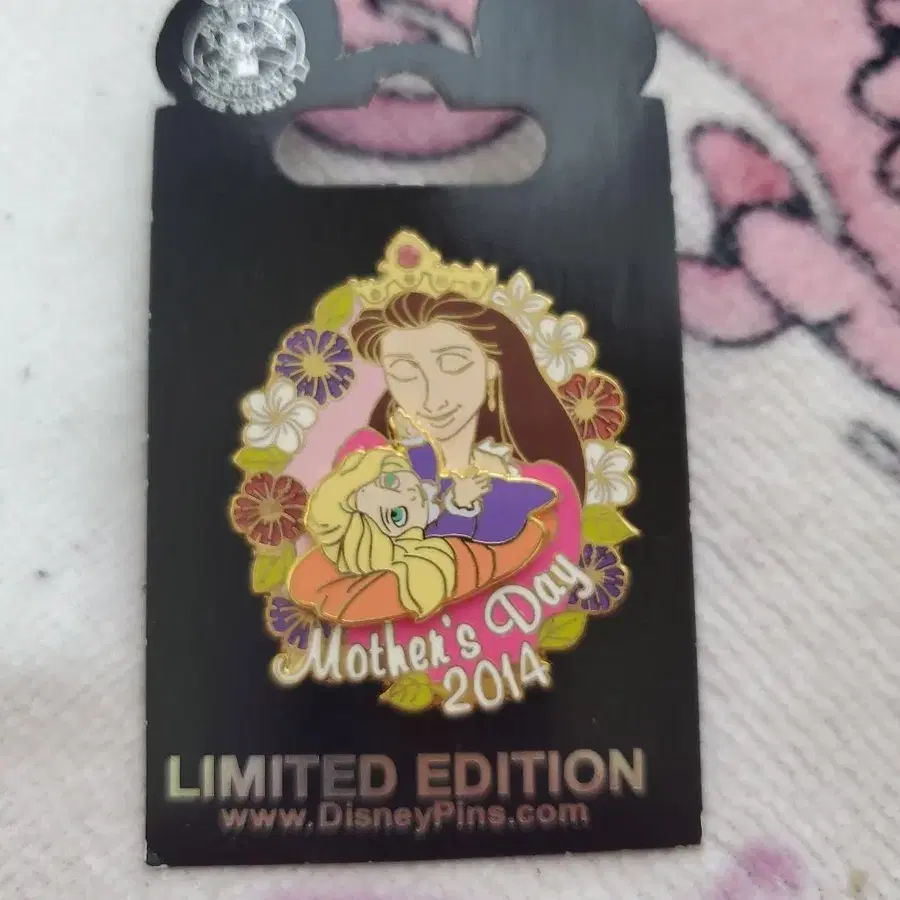 Mother's Day
2014
LIMITED EDITION
www.DisneyPins.com